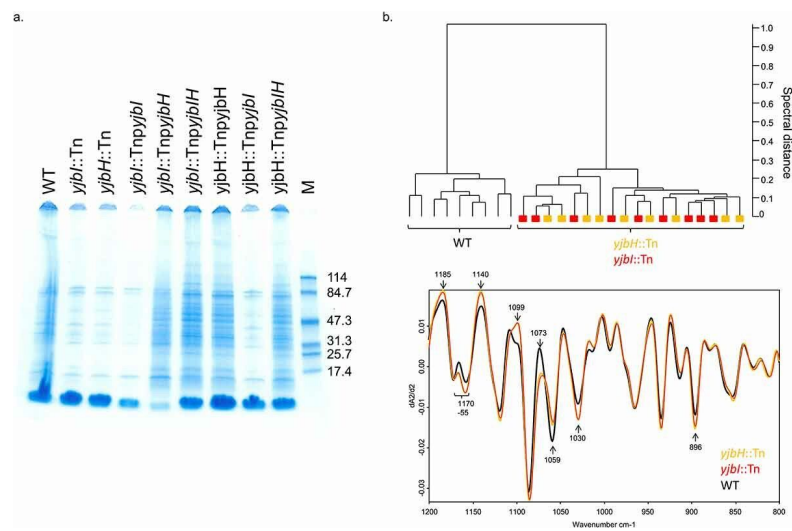 a.
WT
yjbI::Tn
yjbH::Tn
yjbI::TnpyjbI
yjbI::TnpyjbH
yjbI::TnpyjbIH
yjbH::TnpyjbH
yjbH::TnpyjbI
yjbH::TnpyjbIH
M
114
84.7
47.3
31.3
25.7
17.4
b.
1.0
0.9
0.8
0.7
0.6
0.5
0.4
0.3
0.2
0.1
0
Spectral distance
WT
yjbH::Tn
yjbI::Tn
1185
1140
1099
1073
1170
-55
1059
1030
896
0.01
0.00
-0.01
-0.02
-0.03
dA2/d2
yjbH::Tn
yjbI::Tn
WT
1200 1150 1100 1050 1000 950 900 850 800
Wavenumber cm-1